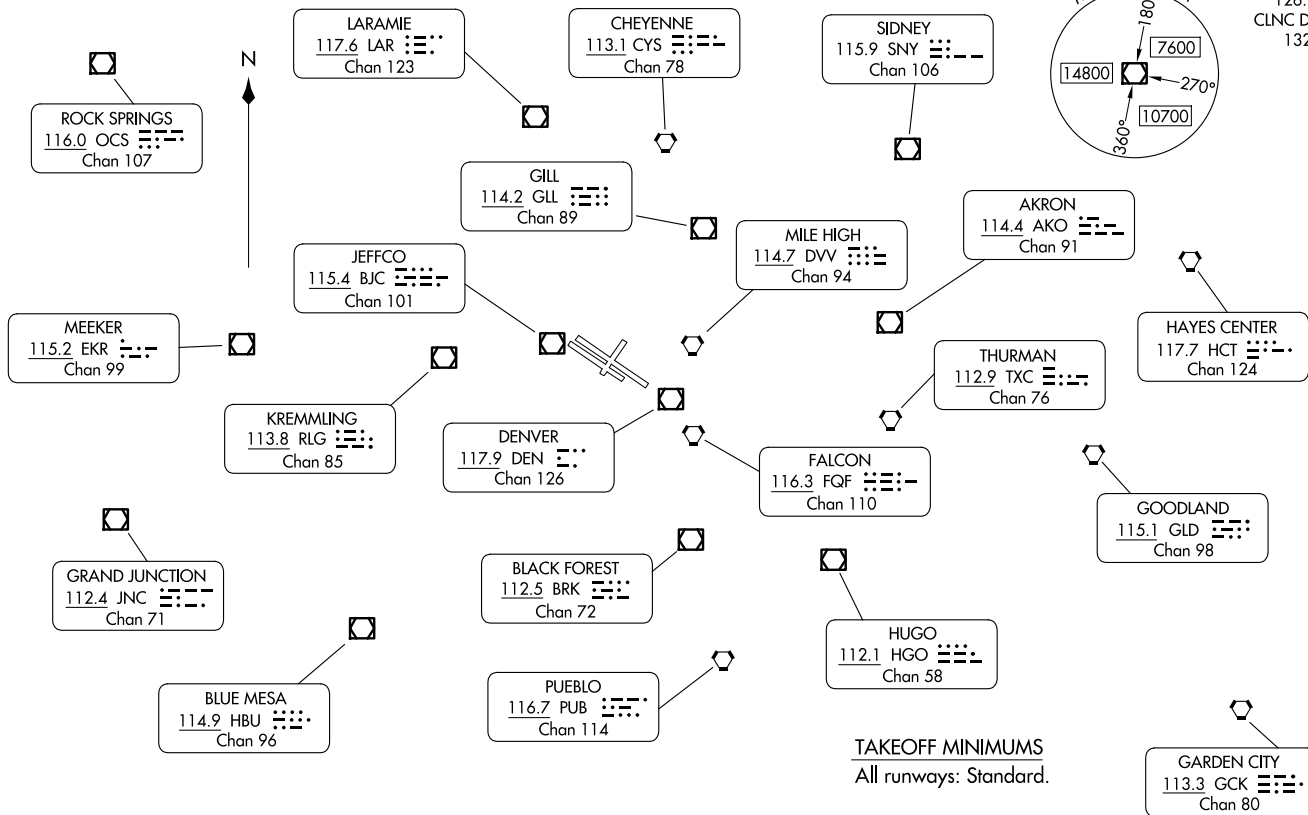 LARAMIE
117.6 LAR
Chan 123
CHEYENNE
113.1 CYS
Chan 78
SIDNEY
115.9 SNY
Chan 106
180
7600
14800
270°
10700
360°
CLNC D
132
N
ROCK SPRINGS
116.0 OCS
Chan 107
GILL
114.2 GLL
Chan 89
AKRON
114.4 AKO
Chan 91
MILE HIGH
114.7 DVV
Chan 94
JEFFCO
115.4 BJC
Chan 101
MEEKER
115.2 EKR
Chan 99
HAYES CENTER
117.7 HCT
Chan 124
THURMAN
112.9 TXC
Chan 76
KREMMLING
113.8 RLG
Chan 85
DENVER
117.9 DEN
Chan 126
FALCON
116.3 FQF
Chan 110
GOODLAND
115.1 GLD
Chan 98
GRAND JUNCTION
112.4 JNC
Chan 71
BLACK FOREST
112.5 BRK
Chan 72
HUGO
112.1 HGO
Chan 58
BLUE MESA
114.9 HBU
Chan 96
PUEBLO
116.7 PUB
Chan 114
TAKEOFF MINIMUMS
All runways: Standard.
GARDEN CITY
113.3 GCK
Chan 80